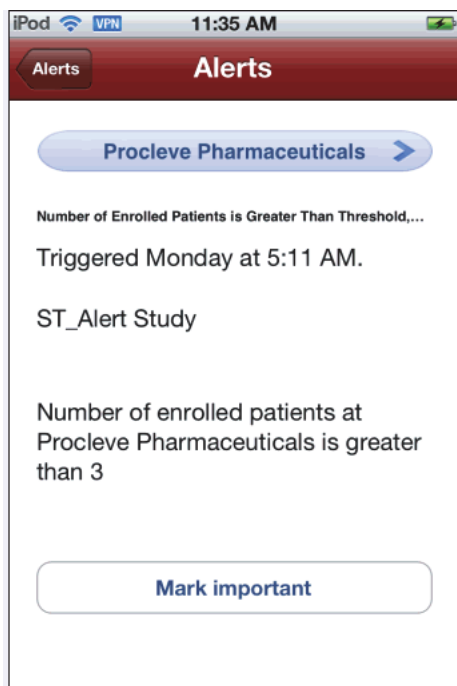 iPod VPN 11:35 AM
Alerts Alerts
Procleve Pharmaceuticals
Number of Enrolled Patients is Greater Than Threshold,...
Triggered Monday at 5:11 AM.
ST_Alert Study
Number of enrolled patients at
Procleve Pharmaceuticals is greater
than 3
Mark important